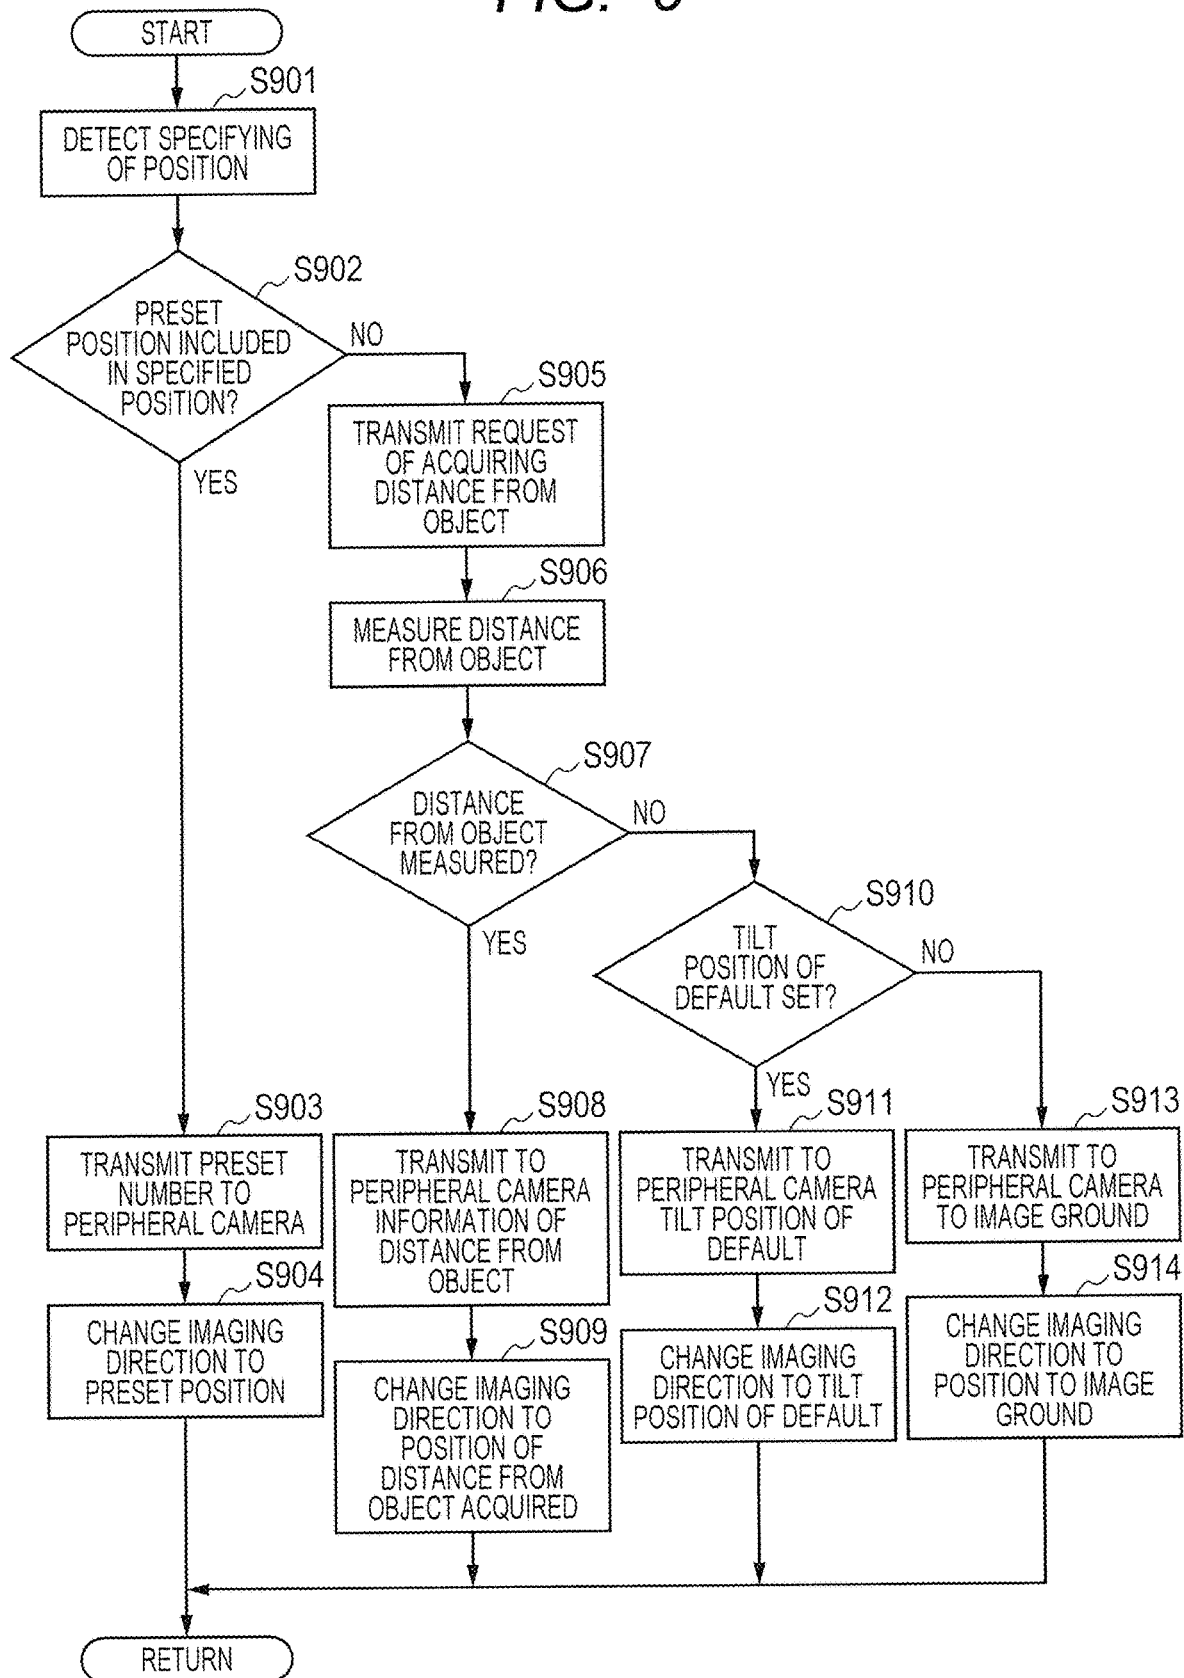 FIG.
START
S901
DETECT SPECIFYING
OF POSITION
S902
PRESET
POSITION INCLUDED
IN SPECIFIED
POSITION?
NO
YES
S905
TRANSMIT REQUEST
OF ACQUIRING
DISTANCE FROM
OBJECT
S906
MEASURE DISTANCE
FROM OBJECT
S907
DISTANCE
FROM OBJECT
MEASURED?
NO
YES
S910
TILT
POSITION OF
DEFAULT SET?
NO
YES
S903
TRANSMIT PRESET
NUMBER TO
PERIPHERAL CAMERA
S904
CHANGE IMAGING
DIRECTION TO
PRESET POSITION
S908
TRANSMIT TO
PERIPHERAL CAMERA
INFORMATION OF
DISTANCE FROM
OBJECT
S909
CHANGE IMAGING
DIRECTION TO
POSITION OF
DISTANCE FROM
OBJECT ACQUIRED
S911
TRANSMIT TO
PERIPHERAL CAMERA
TILT POSITION OF
DEFAULT
S912
CHANGE IMAGING
DIRECTION TO TILT
POSITION OF DEFAULT
S913
TRANSMIT TO
PERIPHERAL CAMERA
TO IMAGE GROUND
S914
CHANGE IMAGING
DIRECTION TO
POSITION TO IMAGE
GROUND
RETURN